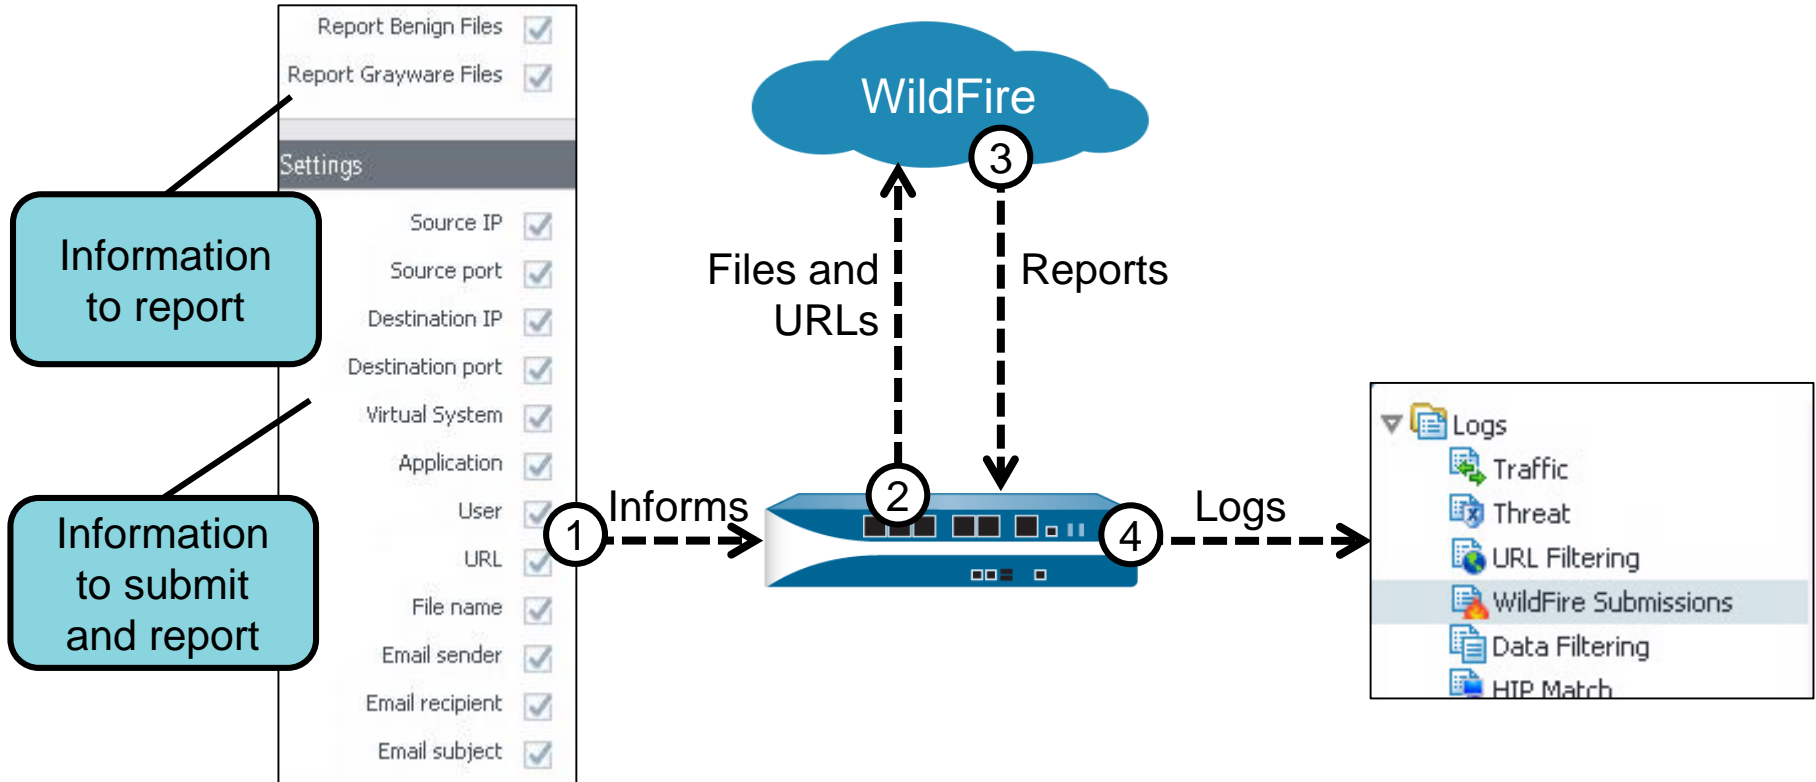 Report Benign Files
Report Grayware Files
Settings
Source IP
Source port
Destination IP
Destination port
Virtual System
Application
User
URL
File name
Email sender
Email recipient
Email subject
Information
to report
Information
to submit
and report
1
Informs
2
Files and
URLs
WildFire
3
Reports
4
Logs
Logs
Traffic
Threat
URL Filtering
WildFire Submissions
Data Filtering
HIP Match